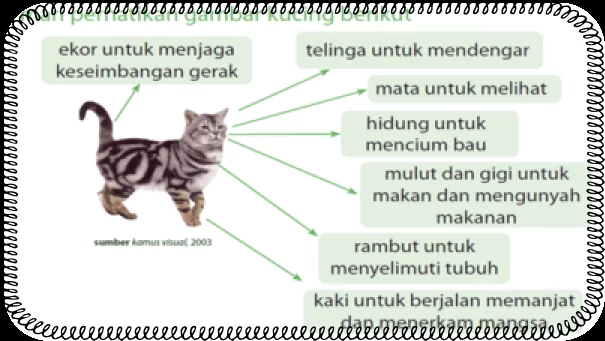 perhatikan gambar kucing berikut
ekor untuk menjaga
keseimbangan gerak
telinga untuk mendengar
mata untuk melihat
hidung untuk
mencium bau
mulut dan gigi untuk
makan dan mengunyah
makanan
sumber kamus visual, 2003
rambut untuk
menyelimuti tubuh
kaki untuk berjalan memanjat
dan menerkam mangsa